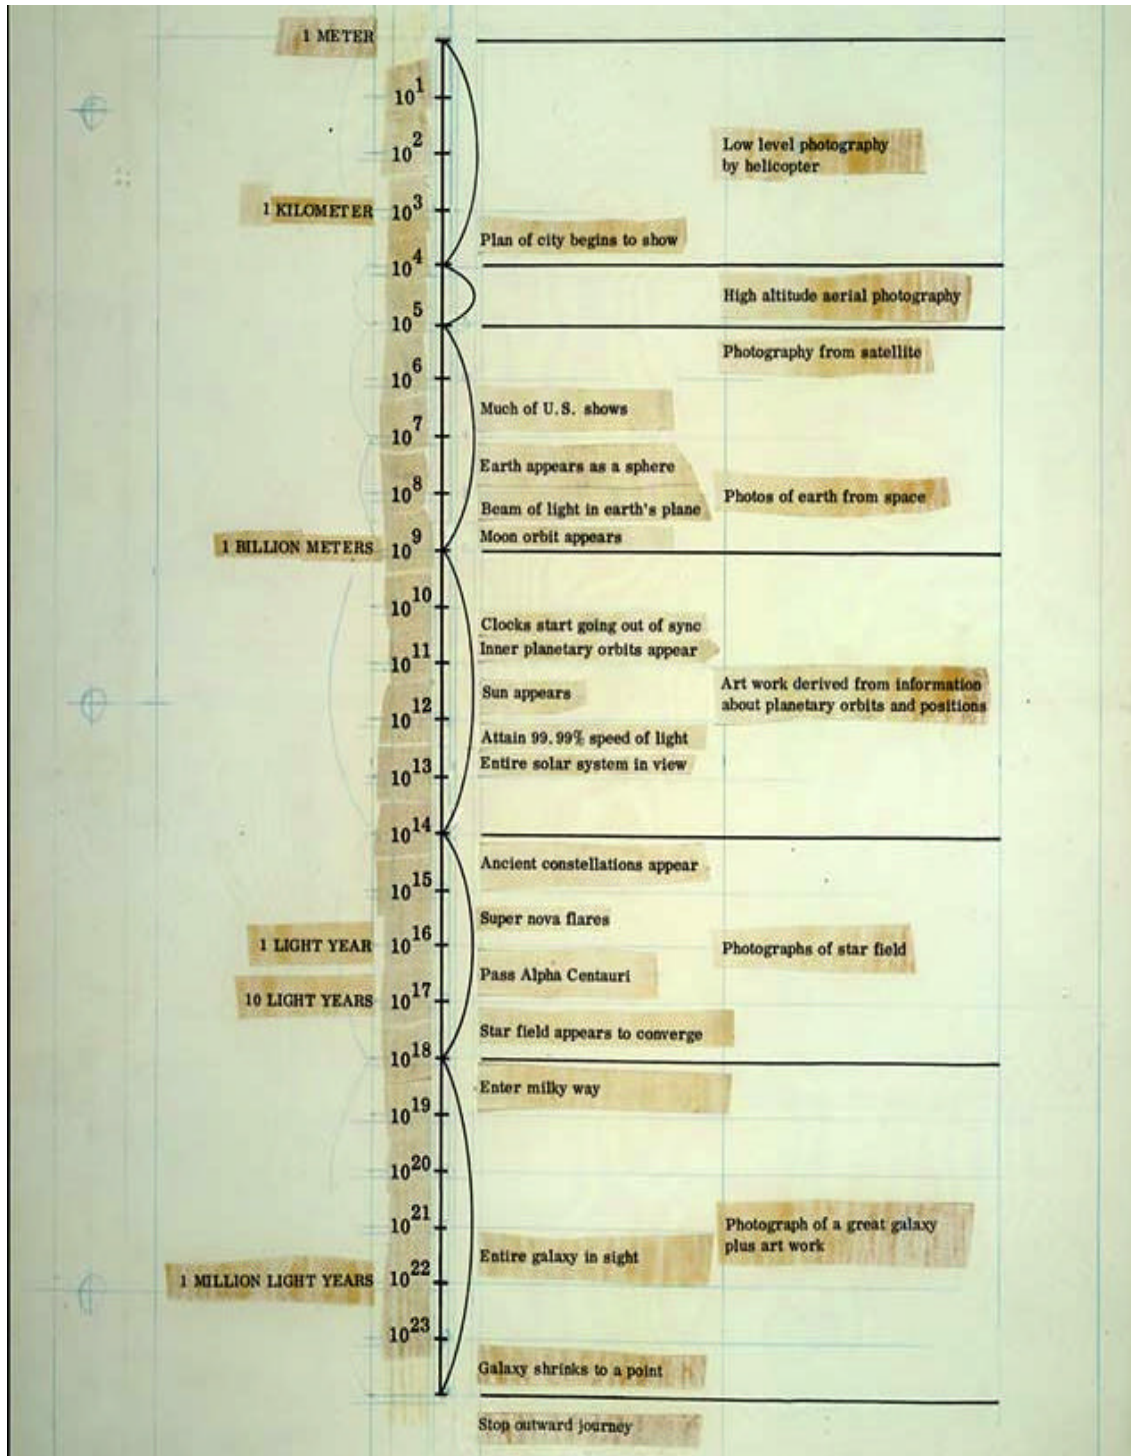 1 METER
10¹
10²
Low level photography
by helicopter
1 KILOMETER 10³
Plan of city begins to show
10⁴
High altitude aerial photography
10⁵
Photography from satellite
10⁶
Much of U.S. shows
10⁷
Earth appears as a sphere
10⁸
Photos of earth from space
Beam of light in earth's plane
Moon orbit appears
1 BILLION METERS 10⁹
10¹⁰
Clocks start going out of sync
Inner planetary orbits appear
10¹¹
Sun appears
Art work derived from information
about planetary orbits and positions
10¹²
Attain 99.99% speed of light
Entire solar system in view
10¹³
10¹⁴
Ancient constellations appear
10¹⁵
Super nova flares
1 LIGHT YEAR 10¹⁶
Photographs of star field
Pass Alpha Centauri
10 LIGHT YEARS 10¹⁷
Star field appears to converge
10¹⁸
Enter milky way
10¹⁹
10²⁰
10²¹
Photograph of a great galaxy
plus art work
Entire galaxy in sight
1 MILLION LIGHT YEARS 10²²
10²³
Galaxy shrinks to a point
Stop outward journey